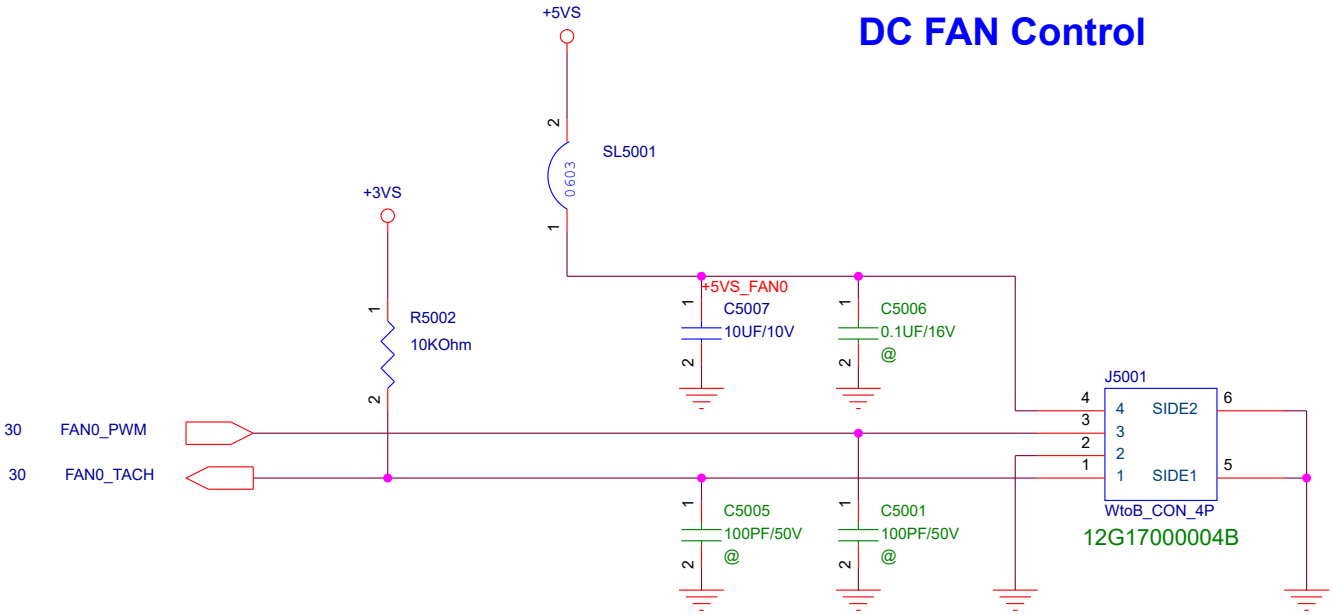 +5VS
DC FAN Control
2
SL5001
0603
1
+3VS
+5VS_FAN0
1
R5002
10KOhm
2
1
C5007
10UF/10V
2
1
C5006
0.1UF/16V
@
2
J5001
4
4
SIDE2
6
3
3
2
2
1
1
SIDE1
5
WtoB_CON_4P
12G17000004B
30
FAN0_PWM
30
FAN0_TACH
1
C5005
100PF/50V
@
2
1
C5001
100PF/50V
@
2